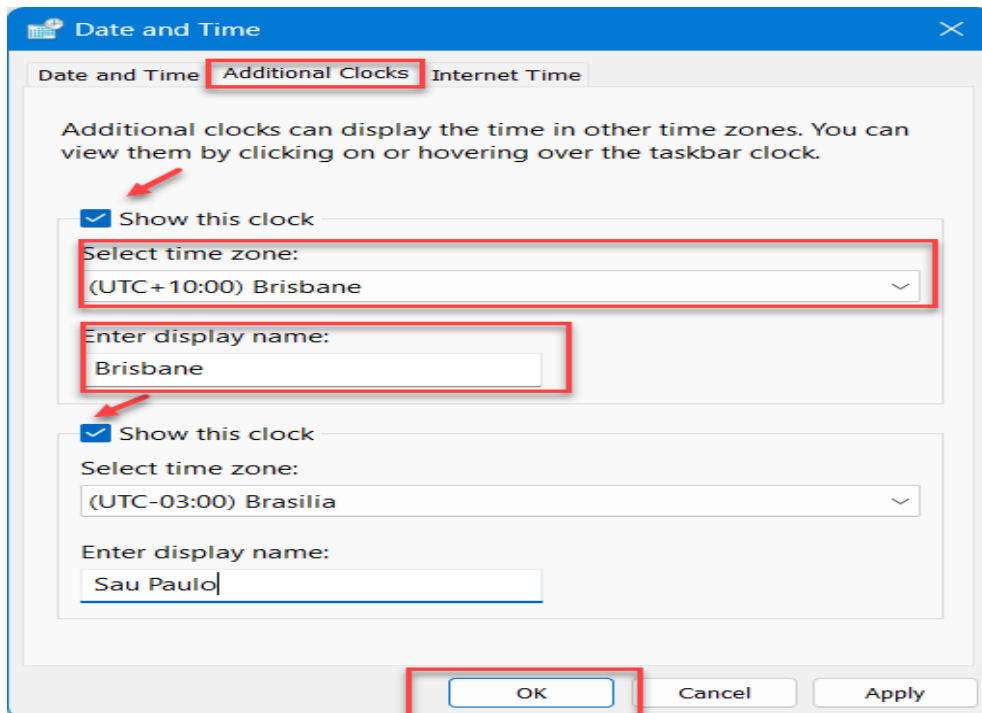 Date and Time
Date and Time Additional Clocks Internet Time
Additional clocks can display the time in other time zones. You can
view them by clicking on or hovering over the taskbar clock.
Show this clock
Select time zone:
(UTC+10:00) Brisbane
Enter display name:
Brisbane
Show this clock
Select time zone:
(UTC-03:00) Brasilia
Enter display name:
Sau Paulo
OK Cancel Apply